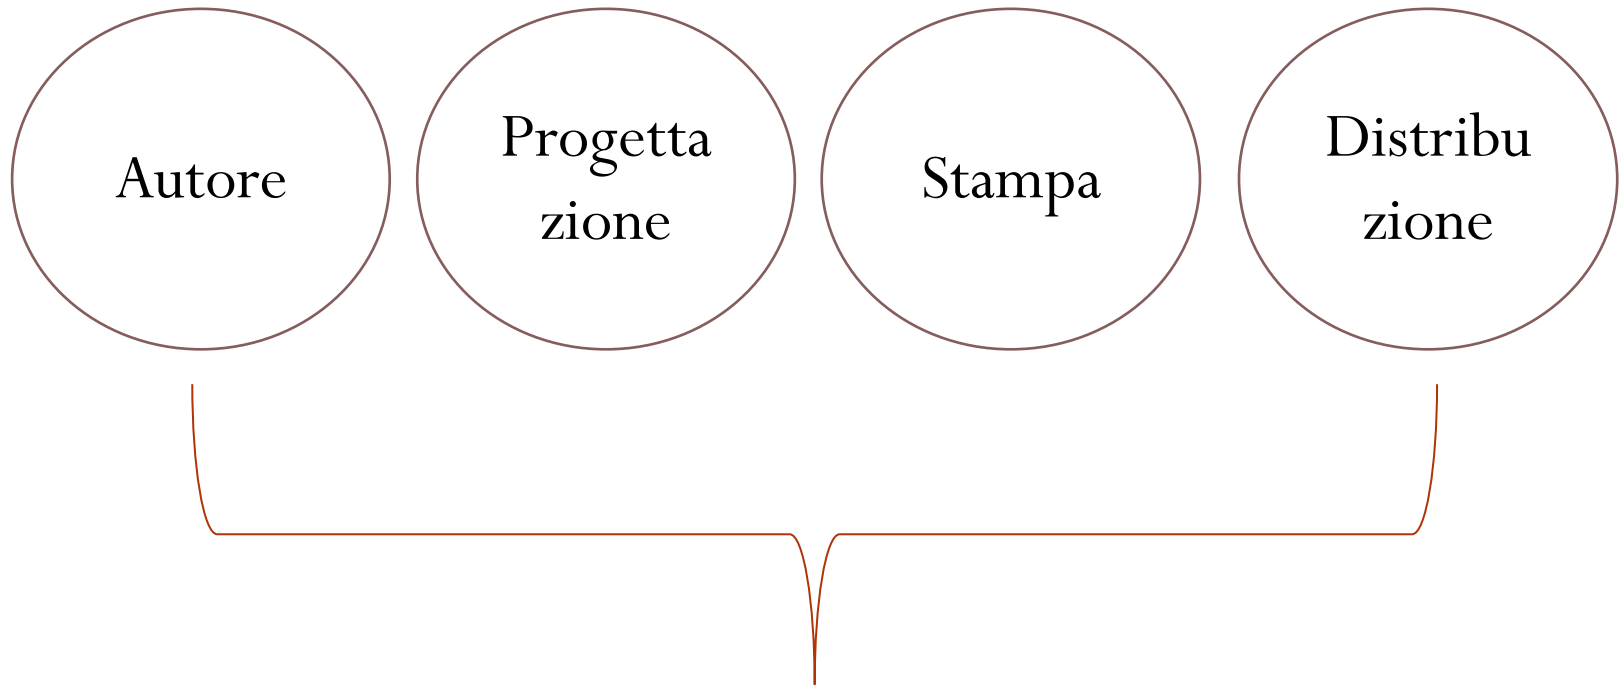 Autore
Progetta
zione
Stampa
Distribu
zione